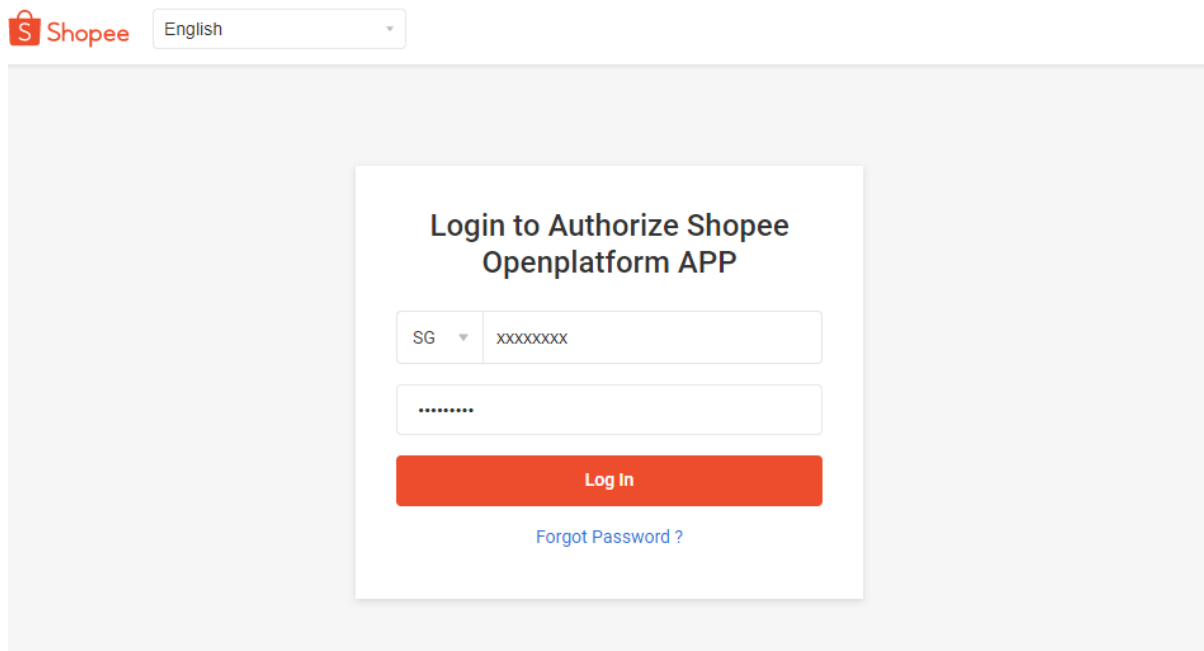 Shopee
English
Login to Authorize Shopee
Openplatform APP
SG
xxxxxxxx
•••••••••
Log In
Forgot Password ?